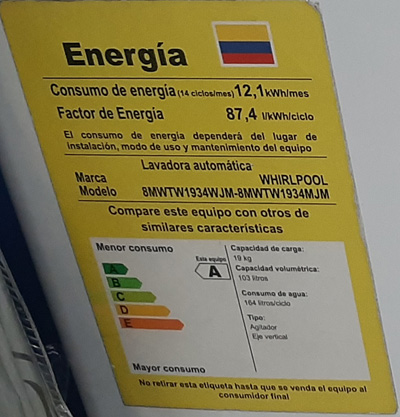 Energía
Consumo de energía (14 ciclos/mes) 12,1 kWh/mes
Factor de Energía 87,4 l/kWh/ciclo
El consumo de energía dependerá del lugar de
instalación, modo de uso y mantenimiento del equipo
Lavadora automática
Marca WHIRLPOOL
Modelo 8MWTW1934WJM-8MWTW1934MJM
Compare este equipo con otros de
similares características
Menor consumo
A
B
C
D
E
Mayor consumo
Este equipo
A
Capacidad de carga:
19 kg
Capacidad volumétrica:
103 litros
Consumo de agua:
164 litros/ciclo
Tipo:
Agitador
Eje vertical
No retirar esta etiqueta hasta que se venda el equipo al
consumidor final